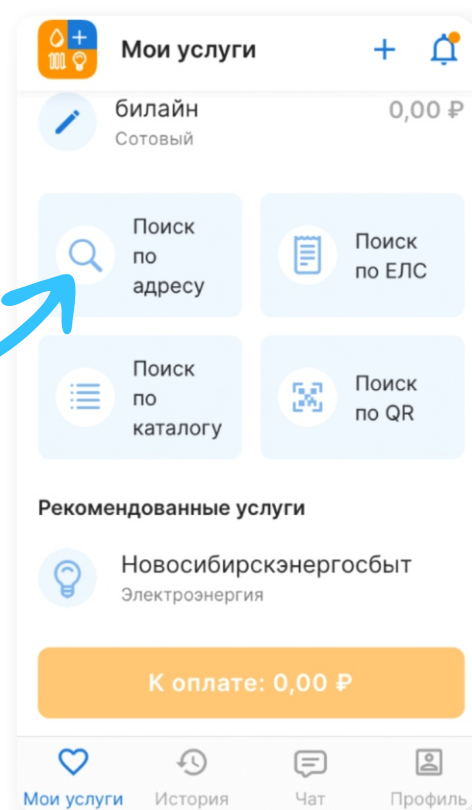 Мои услуги
билайн
0,00 ₽
Сотовый
Поиск
по
адресу
Поиск
по ЕЛС
Поиск
по
каталогу
Поиск
по QR
Рекомендованные услуги
Новосибирскэнергосбыт
Электроэнергия
К оплате: 0,00 ₽
Мои услуги
История
Чат
Профиль